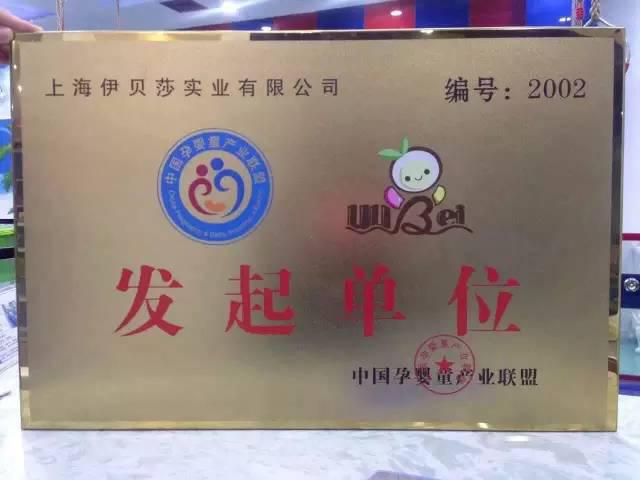 上海伊贝莎实业有限公司
编号：2002
中国孕婴童产业联盟
uuBei
发起单位
中国孕婴童产业联盟